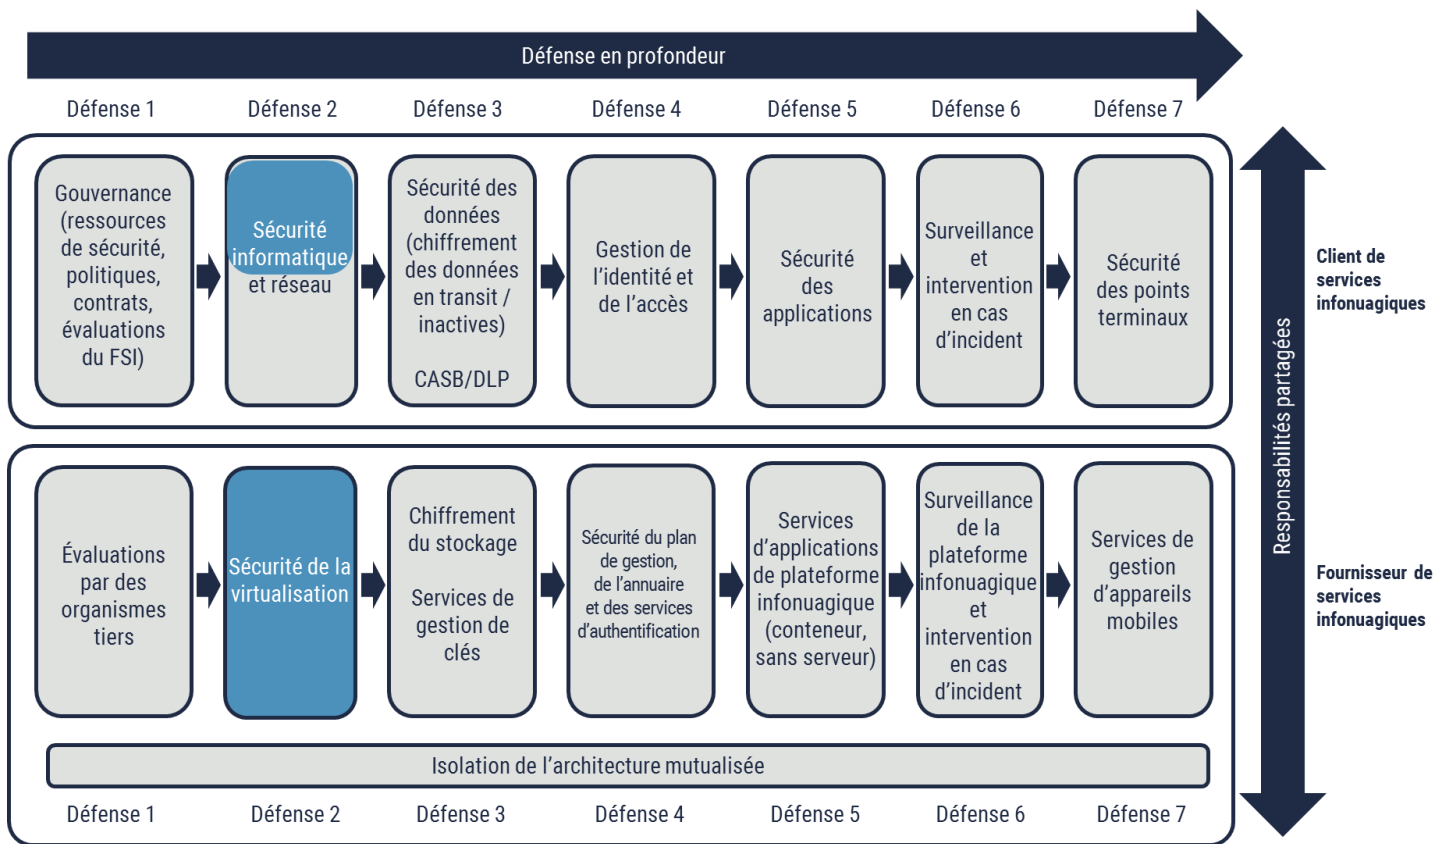 Défense en profondeur
Défense 1
Défense 2
Défense 3
Défense 4
Défense 5
Défense 6
Défense 7
Gouvernance
(ressources
de sécurité,
politiques,
contrats,
évaluations
du FSI)
Sécurité
informatique
et réseau
Sécurité des
données
(chiffrement
des données
en transit /
inactives)
CASB/DLP
Gestion de
l’identité et
de l’accès
Sécurité
des
applications
Surveillance
et
intervention
en cas
d’incident
Sécurité
des points
terminaux
Client de
services
infonuagiques
Responsabilités partagées
Évaluations
par des
organismes
tiers
Sécurité de la
virtualisation
Chiffrement
du stockage
Services de
gestion de
clés
Sécurité du plan
de gestion,
de l’annuaire
et des services
d’authentification
Services
d’applications
de plateforme
infonuagique
(conteneur,
sans serveur)
Surveillance
de la
plateforme
infonuagique
et
intervention
en cas
d’incident
Services de
gestion
d’appareils
mobiles
Fournisseur de
services
infonuagiques
Isolation de l’architecture mutualisée
Défense 1
Défense 2
Défense 3
Défense 4
Défense 5
Défense 6
Défense 7